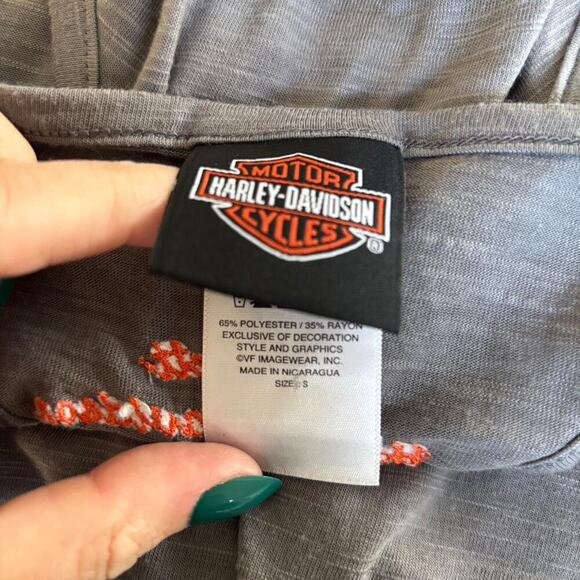 MOTOR
HARLEY-DAVIDSON
CYCLES
®
65% POLYESTER / 35% RAYON
EXCLUSIVE OF DECORATION
STYLE AND GRAPHICS
©VF IMAGEWEAR, INC.
MADE IN NICARAGUA
SIZE: S